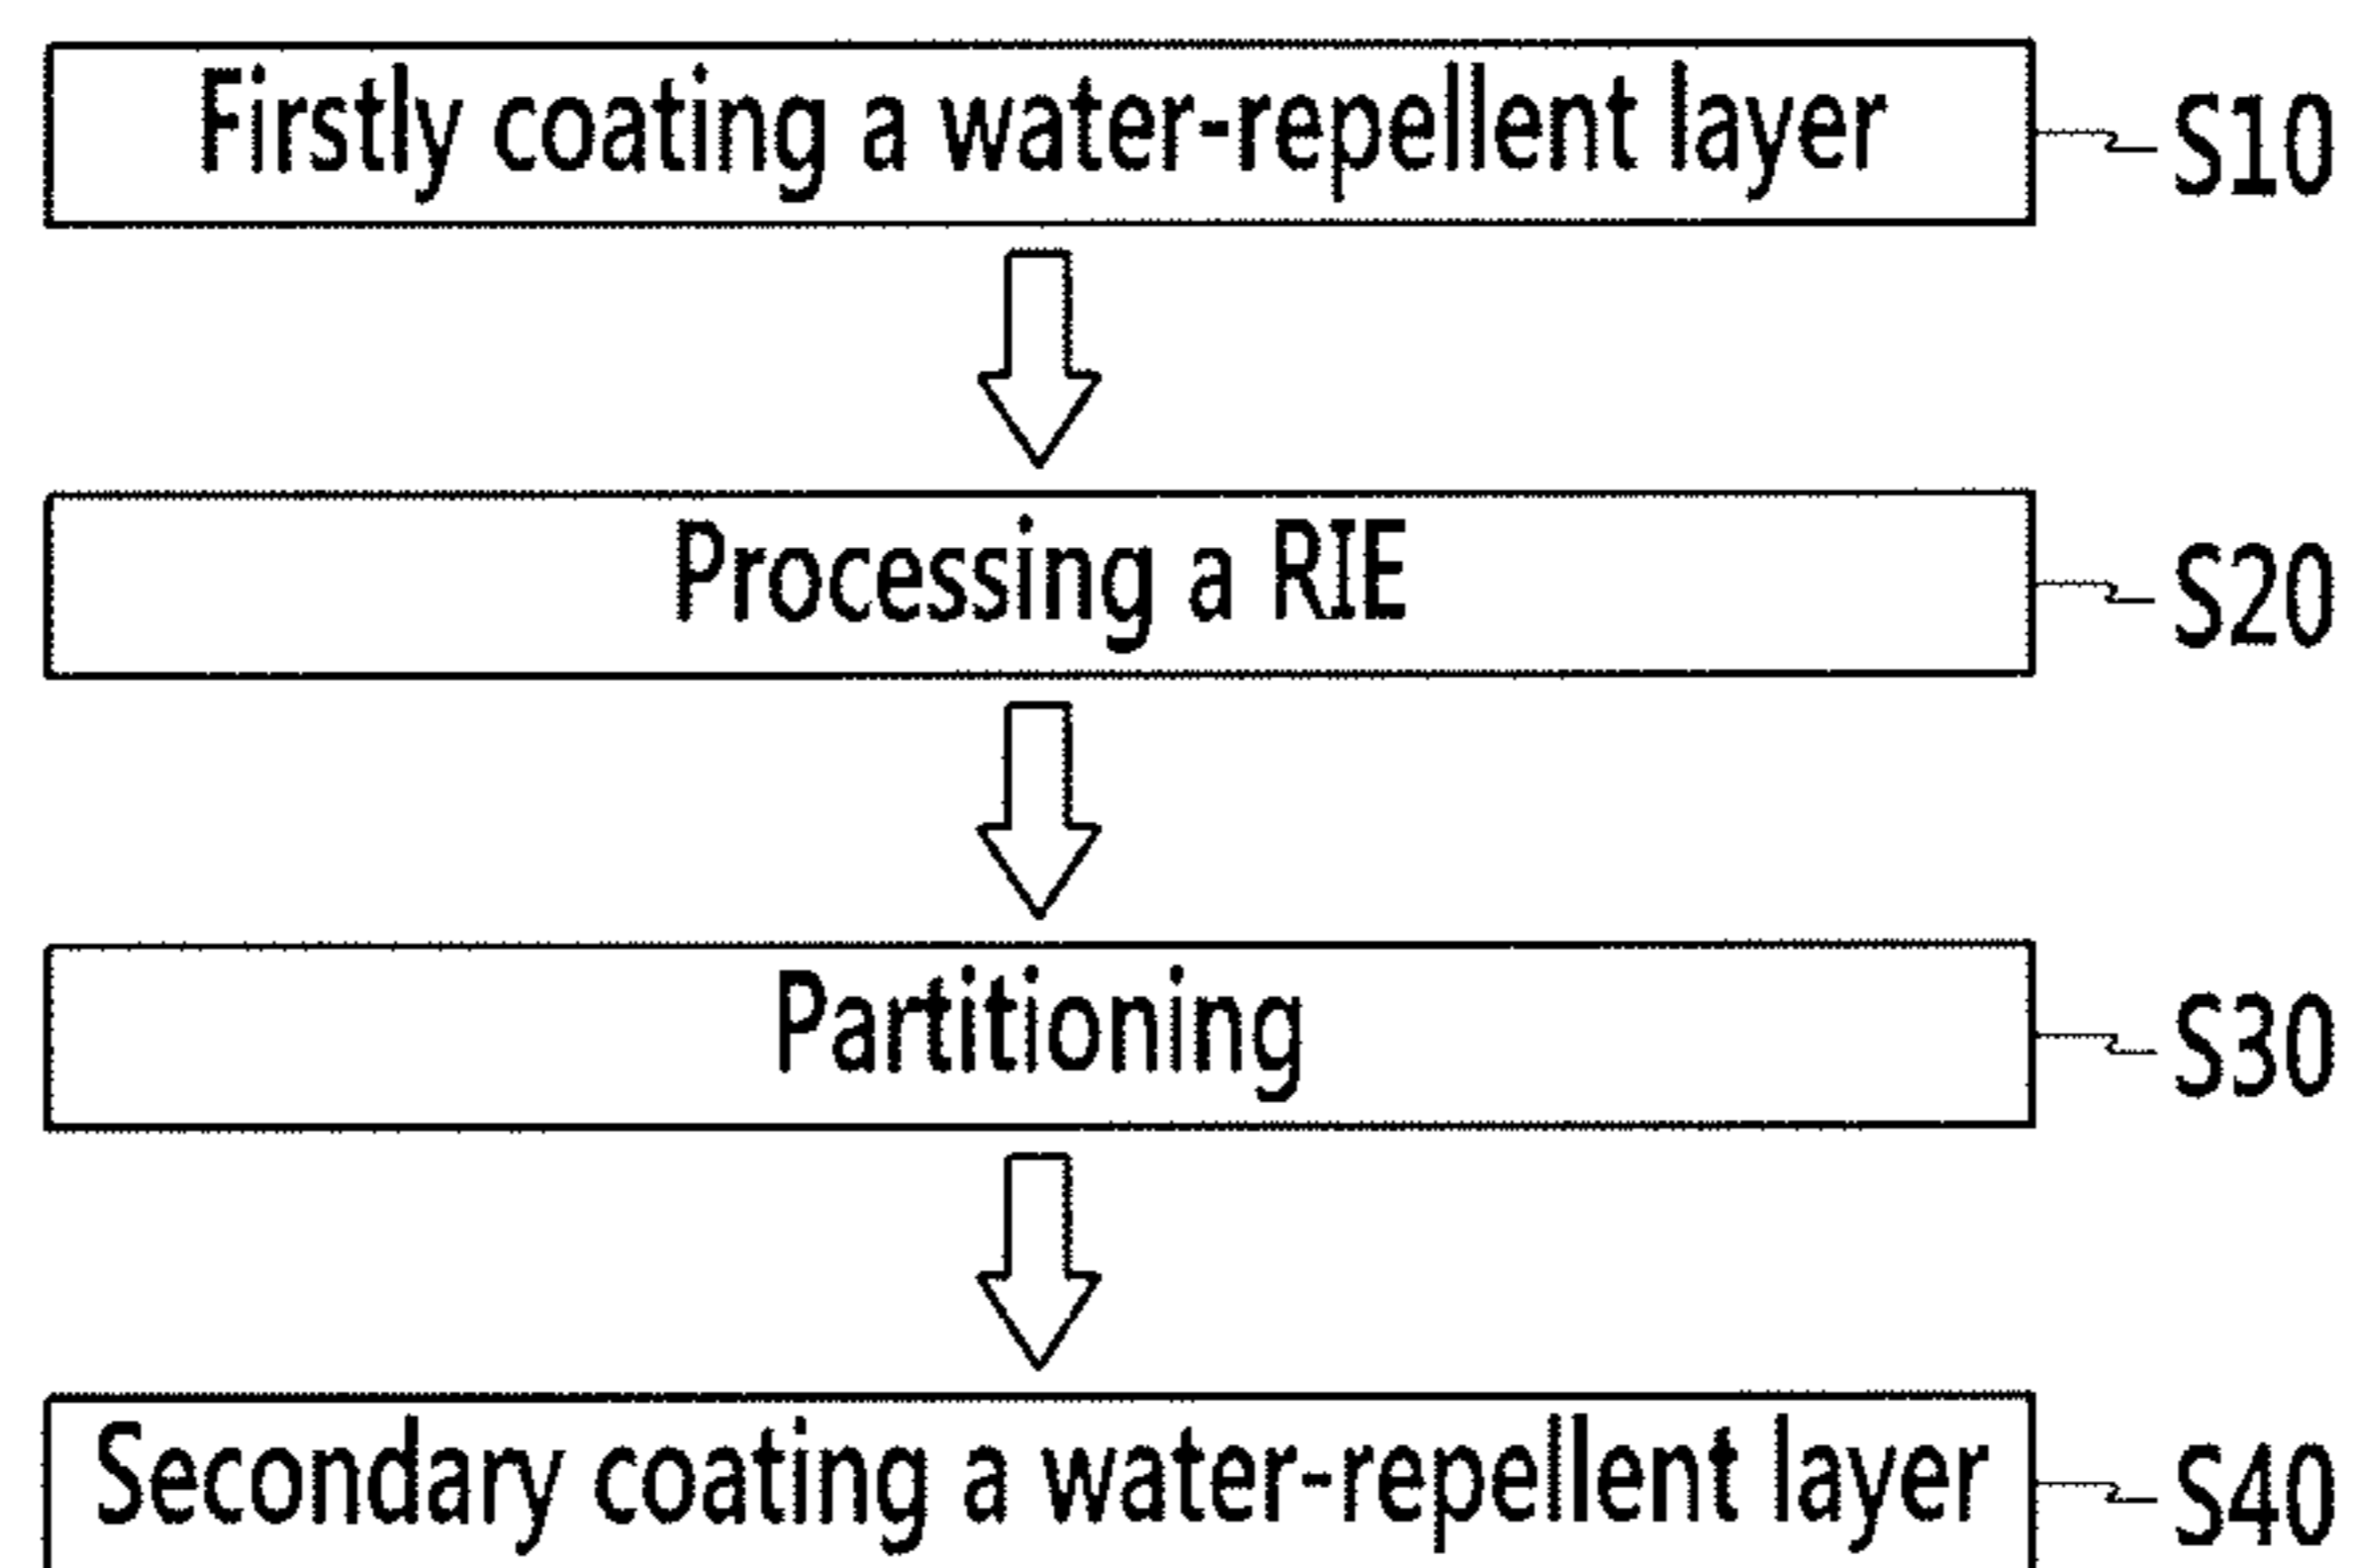 Firstly coating a water-repellent layer S10
Processing a RIE S20
Partitioning S30
Secondary coating a water-repellent layer S40